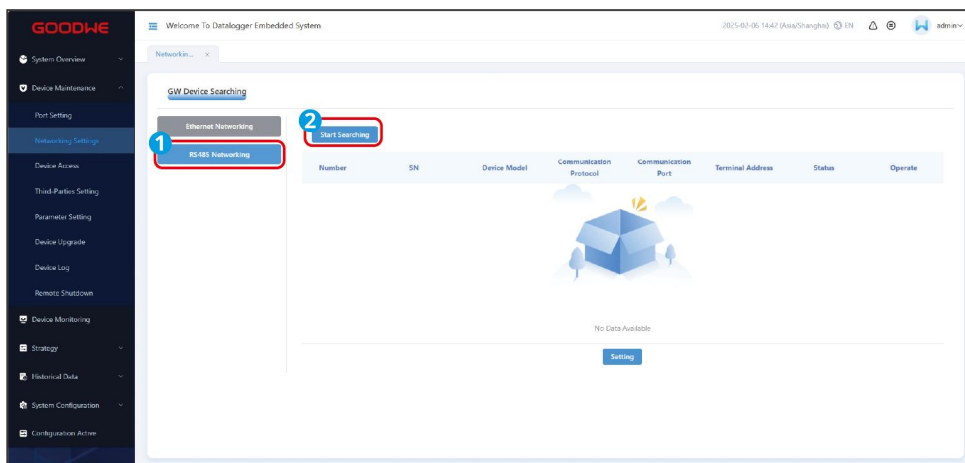 GOODWE
Welcome To Datalogger Embedded System
2025-02-06 14:42 (Asia/Shanghai) EN
admin
System Overview
Networkin... ×
Device Maintenance
Port Setting
Networking Settings
Device Access
Third-Parties Setting
Parameter Setting
Device Upgrade
Device Log
Remote Shutdown
Device Monitoring
Strategy
Historical Data
System Configuration
Configuration Active
GW Device Searching
Ethernet Networking
1
RS485 Networking
2
Start Searching
Number SN Device Model Communication Protocol Communication Port Terminal Address Status Operate
No Data Available
Setting